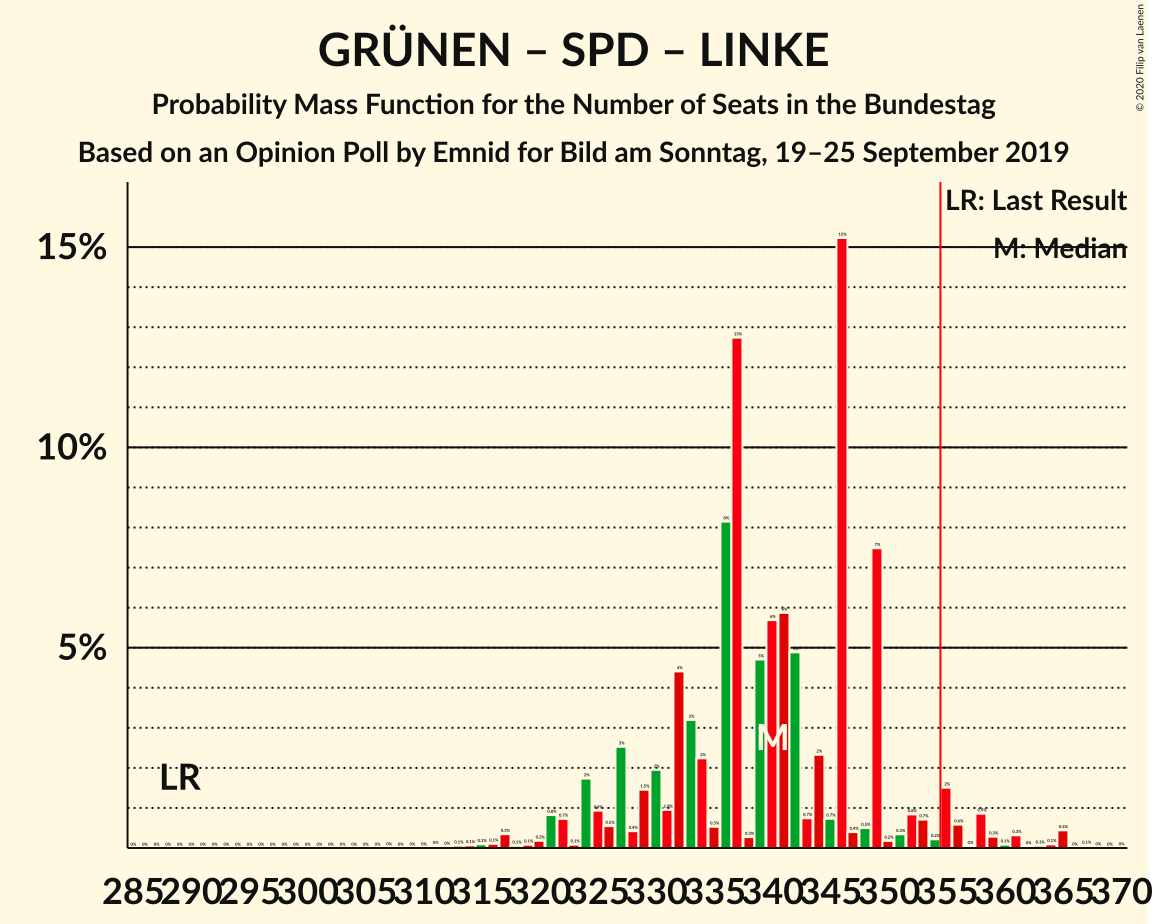 GRÜNEN – SPD – LINKE
Probability Mass Function for the Number of Seats in the Bundestag
Based on an Opinion Poll by Emnid for Bild am Sonntag, 19–25 September 2019
© 2020 Filip van Laenen
LR: Last Result
M: Median
15%
10%
5%
LR
M
285 290 295 300 305 310 315 320 325 330 335 340 345 350 355 360 365 370